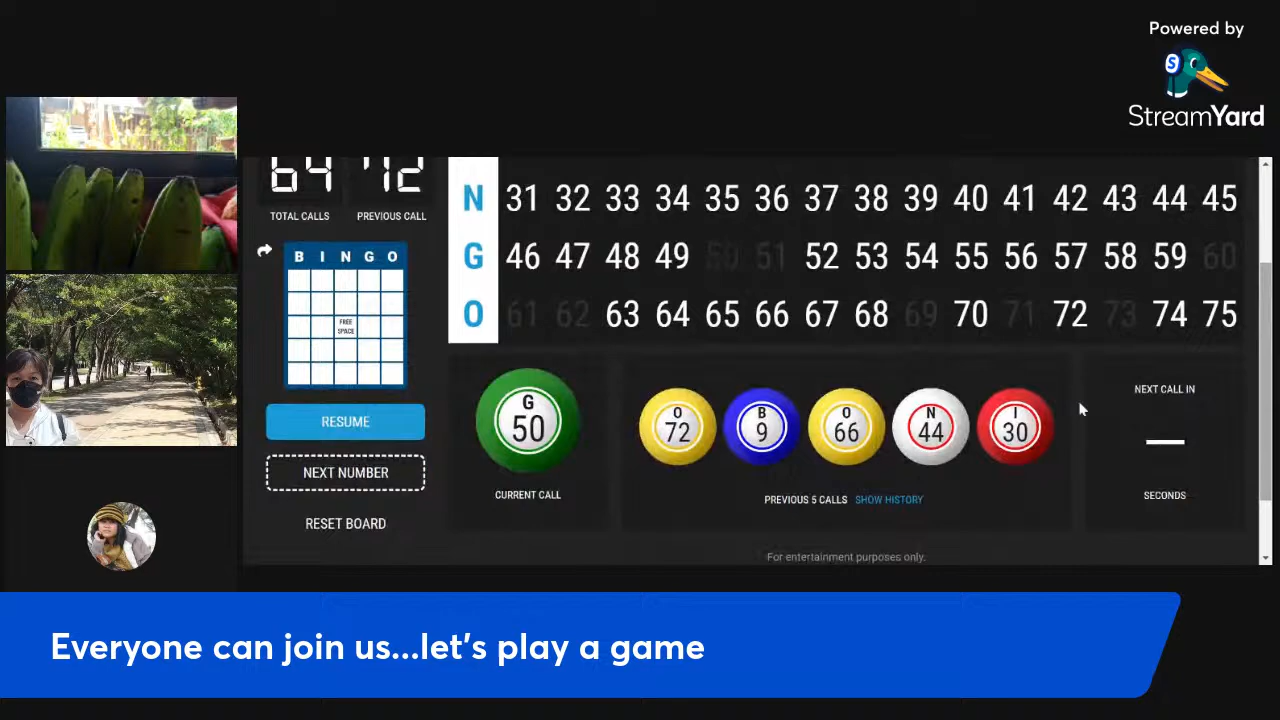 Powered by
StreamYard
64 72
TOTAL CALLS PREVIOUS CALL
N 31 32 33 34 35 36 37 38 39 40 41 42 43 44 45
G 46 47 48 49 50 51 52 53 54 55 56 57 58 59 60
O 61 62 63 64 65 66 67 68 69 70 71 72 73 74 75
B I N G O
FREE
SPACE
RESUME
NEXT NUMBER
RESET BOARD
G
50
CURRENT CALL
O
72
B
9
O
66
N
44
I
30
PREVIOUS 5 CALLS SHOW HISTORY
NEXT CALL IN
SECONDS
For entertainment purposes only.
Everyone can join us...let's play a game